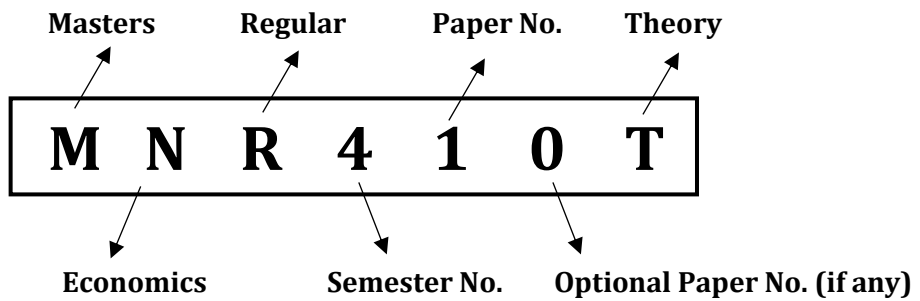 Masters Regular Paper No. Theory
M N R 4 1 0 T
Economics Semester No. Optional Paper No. (if any)